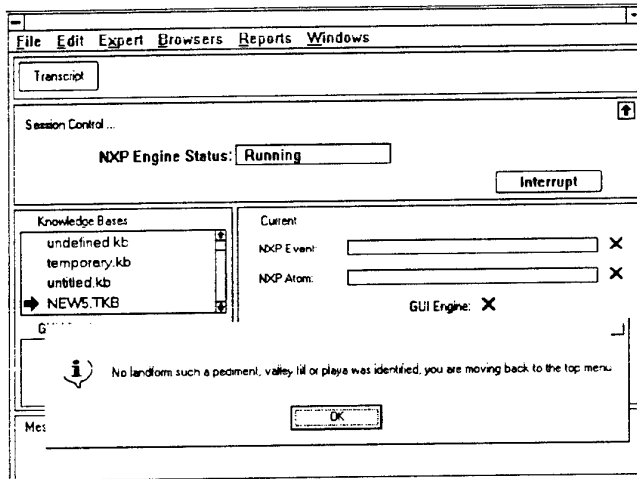 File Edit Expert Browsers Reports Windows
Transcript
Session Control ...
NXP Engine Status: Running
Interrupt
Knowledge Bases
undefined.kb
temporary.kb
untitled.kb
NEW5.TKB
Current
NXP Event:
NXP Atom:
GUI Engine:
No landform such a pediment, valley fill or playa was identified, you are moving back to the top menu
OK
Mes